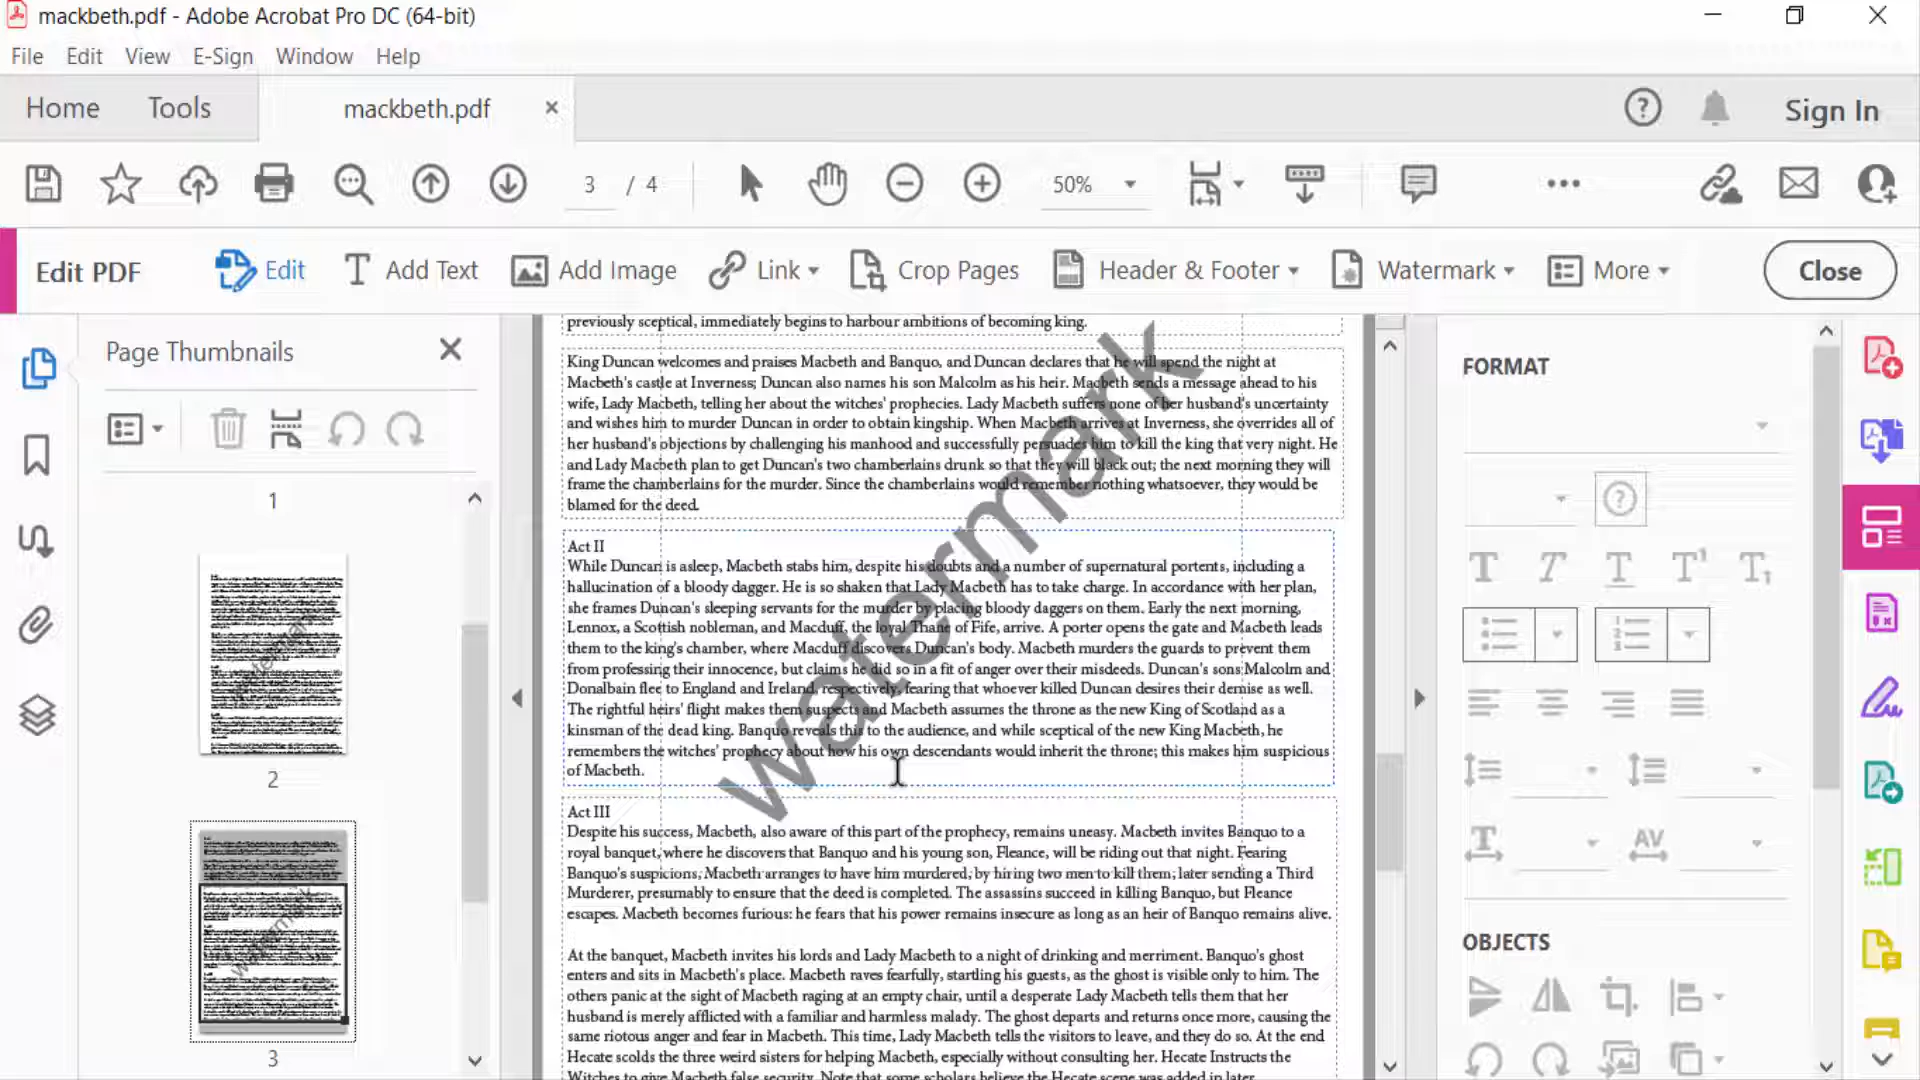 mackbeth.pdf - Adobe Acrobat Pro DC (64-bit)
File Edit View E-Sign Window Help
Home Tools mackbeth.pdf × Sign In
3 / 4 50%
Edit PDF Edit Add Text Add Image Link Crop Pages Header & Footer Watermark More Close
Page Thumbnails
1
2
3
previously sceptical, immediately begins to harbour ambitions of becoming king.
King Duncan welcomes and praises Macbeth and Banquo, and Duncan declares that he will spend the night at
Macbeth's castle at Inverness; Duncan also names his son Malcolm as his heir. Macbeth sends a message ahead to his
wife, Lady Macbeth, telling her about the witches' prophecies. Lady Macbeth suffers none of her husband's uncertainty
and wishes him to murder Duncan in order to obtain kingship. When Macbeth arrives at Inverness, she overrides all of
her husband's objections by challenging his manhood and successfully persuades him to kill the king that very night. He
and Lady Macbeth plan to get Duncan's two chamberlains drunk so that they will black out; the next morning they will
frame the chamberlains for the murder. Since the chamberlains would remember nothing whatsoever, they would be
blamed for the deed.
Act II
While Duncan is asleep, Macbeth stabs him, despite his doubts and a number of supernatural portents, including a
hallucination of a bloody dagger. He is so shaken that Lady Macbeth has to take charge. In accordance with her plan,
she frames Duncan's sleeping servants for the murder by placing bloody daggers on them. Early the next morning,
Lennox, a Scottish nobleman, and Macduff, the loyal Thane of Fife, arrive. A porter opens the gate and Macbeth leads
them to the king's chamber, where Macduff discovers Duncan's body. Macbeth murders the guards to prevent them
from professing their innocence, but claims he did so in a fit of anger over their misdeeds. Duncan's sons Malcolm and
Donalbain flee to England and Ireland, respectively, fearing that whoever killed Duncan desires their demise as well.
The rightful heirs' flight makes them suspects and Macbeth assumes the throne as the new King of Scotland as a
kinsman of the dead king. Banquo reveals this to the audience, and while sceptical of the new King Macbeth, he
remembers the witches' prophecy about how his own descendants would inherit the throne; this makes him suspicious
of Macbeth.
Act III
Despite his success, Macbeth, also aware of this part of the prophecy, remains uneasy. Macbeth invites Banquo to a
royal banquet, where he discovers that Banquo and his young son, Fleance, will be riding out that night. Fearing
Banquo's suspicions, Macbeth arranges to have him murdered, by hiring two men to kill them; later sending a Third
Murderer, presumably to ensure that the deed is completed. The assassins succeed in killing Banquo, but Fleance
escapes. Macbeth becomes furious: he fears that his power remains insecure as long as an heir of Banquo remains alive.
At the banquet, Macbeth invites his lords and Lady Macbeth to a night of drinking and merriment. Banquo's ghost
enters and sits in Macbeth's place. Macbeth raves fearfully, startling his guests, as the ghost is visible only to him. The
others panic at the sight of Macbeth raging at an empty chair, until a desperate Lady Macbeth tells them that her
husband is merely afflicted with a familiar and harmless malady. The ghost departs and returns once more, causing the
same riotous anger and fear in Macbeth. This time, Lady Macbeth tells the visitors to leave, and they do so. At the end
Hecate scolds the three weird sisters for helping Macbeth, especially without consulting her. Hecate Instructs the
Witches to give Macbeth false security. Note that some scholars believe the Hecate scene was added in later.
watermark
FORMAT
T T T T¹ T₁
T AV
OBJECTS